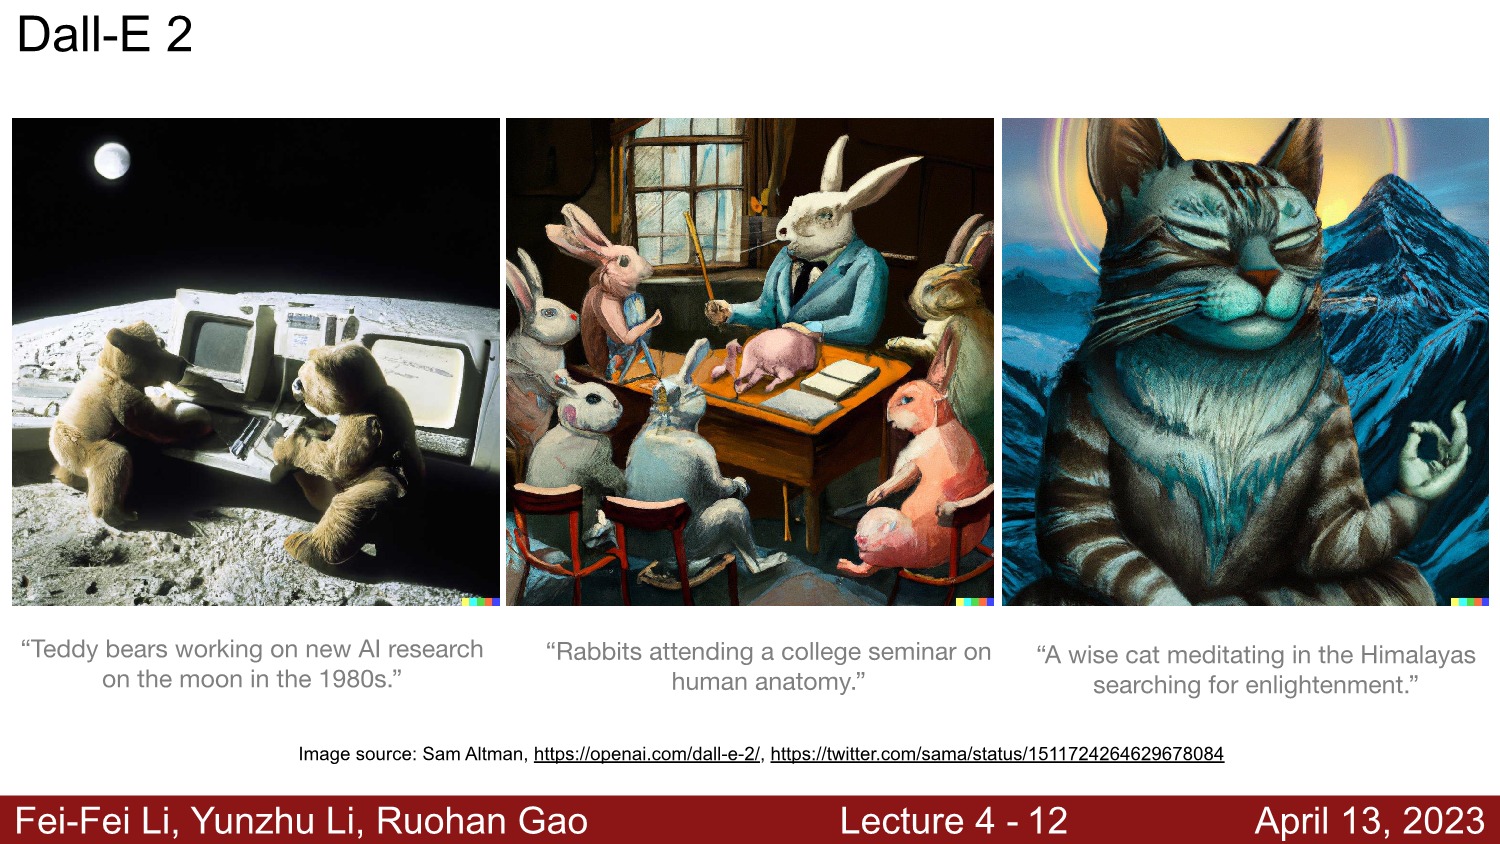 Dall-E 2
“Teddy bears working on new AI research
on the moon in the 1980s.”
“Rabbits attending a college seminar on
human anatomy.”
“A wise cat meditating in the Himalayas
searching for enlightenment.”
Image source: Sam Altman, https://openai.com/dall-e-2/, https://twitter.com/sama/status/1511724264629678084
Fei-Fei Li, Yunzhu Li, Ruohan Gao
Lecture 4 - 12
April 13, 2023